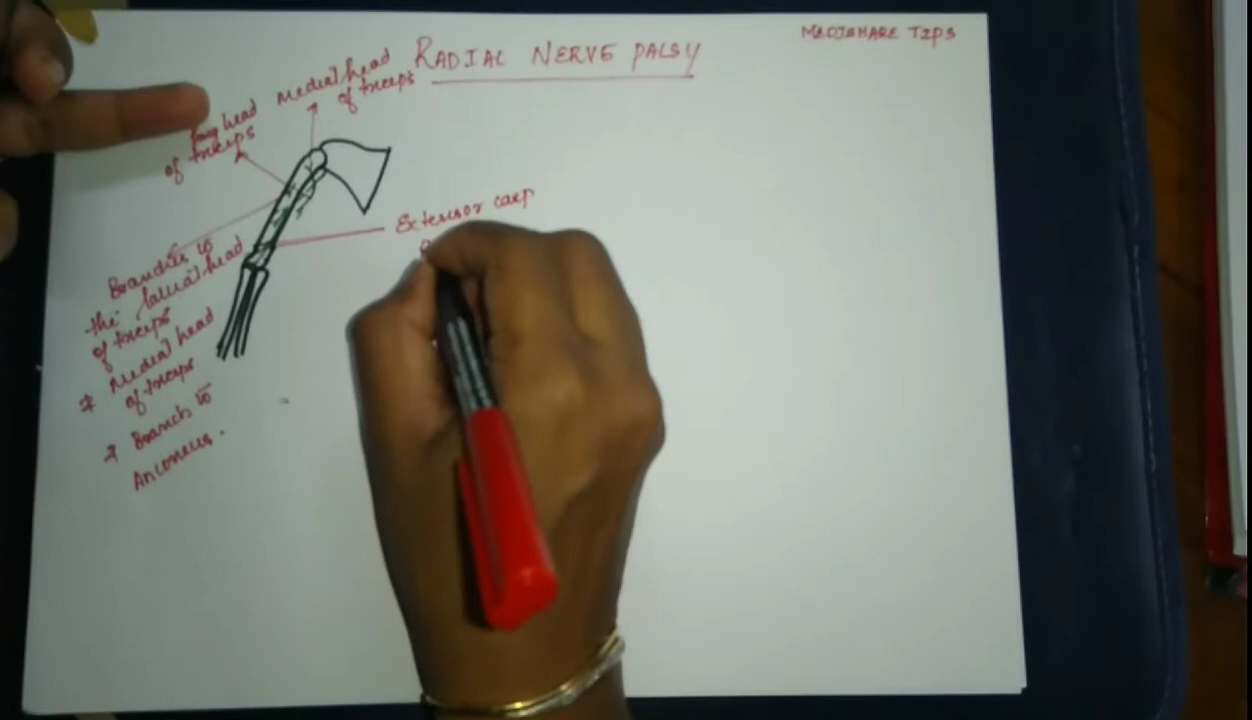 MEDISHARE TIPS
RADIAL NERVE PALSY
Medial head
of triceps
long head
of triceps
Extensor carp
Branches to
the lateral head
of triceps
* Medial head
of triceps
* Branch to
Anconeus.